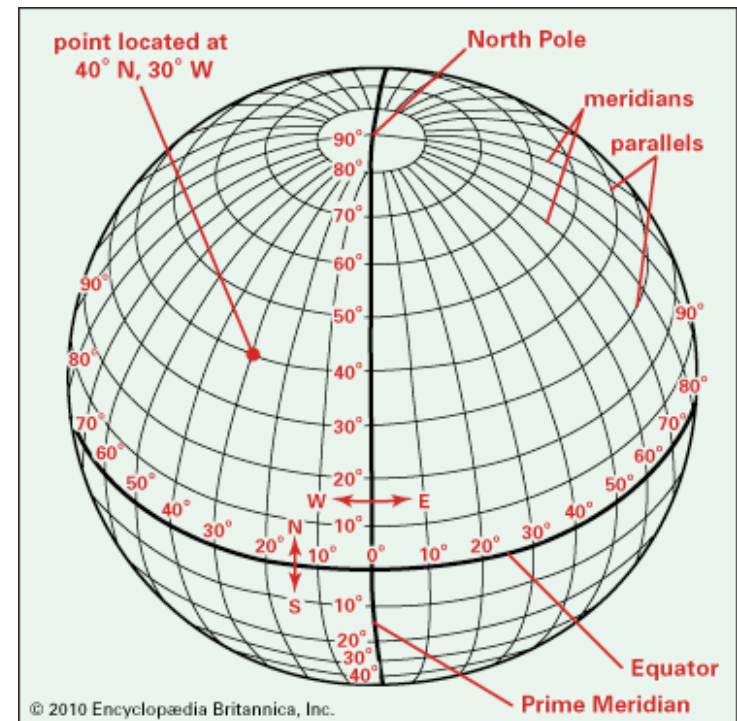 point located at
40° N, 30° W
North Pole
meridians
parallels
90°
80°
70°
60°
50°
40°
30°
20°
W E
10°
90°
80°
70°
60°
50°
40°
30°
20°
10°
0°
10°
20°
30°
40°
50°
60°
70°
80°
90°
N
S
10°
20°
30°
40°
Equator
Prime Meridian
© 2010 Encyclopædia Britannica, Inc.